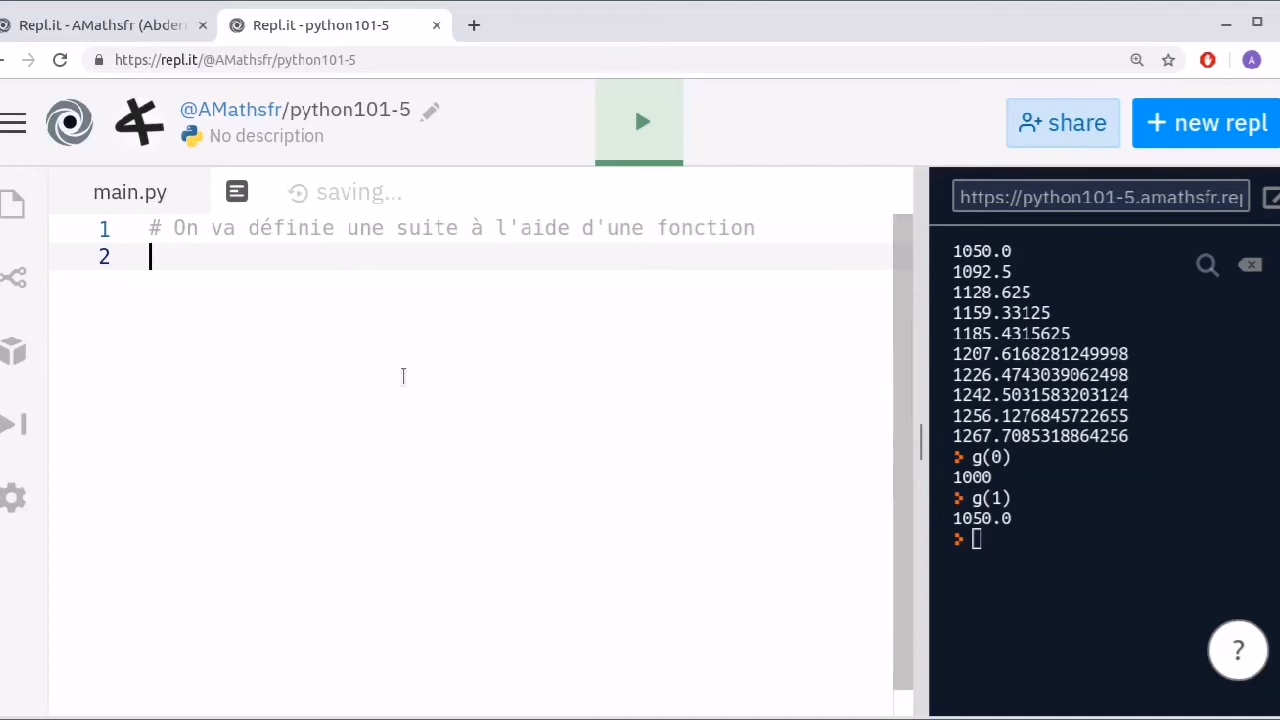 Repl.it - AMathsfr (Abder
Repl.it - python101-5
https://repl.it/@AMathsfr/python101-5
A
@AMathsfr/python101-5
No description
share
+ new repl
main.py
saving...
https://python101-5.amathsfr.rep
1 # On va définie une suite à l'aide d'une fonction
2
1050.0
1092.5
1128.625
1159.33125
1185.4315625
1207.6168281249998
1226.4743039062498
1242.5031583203124
1256.1276845722655
1267.7085318864256
g(0)
1000
g(1)
1050.0
?